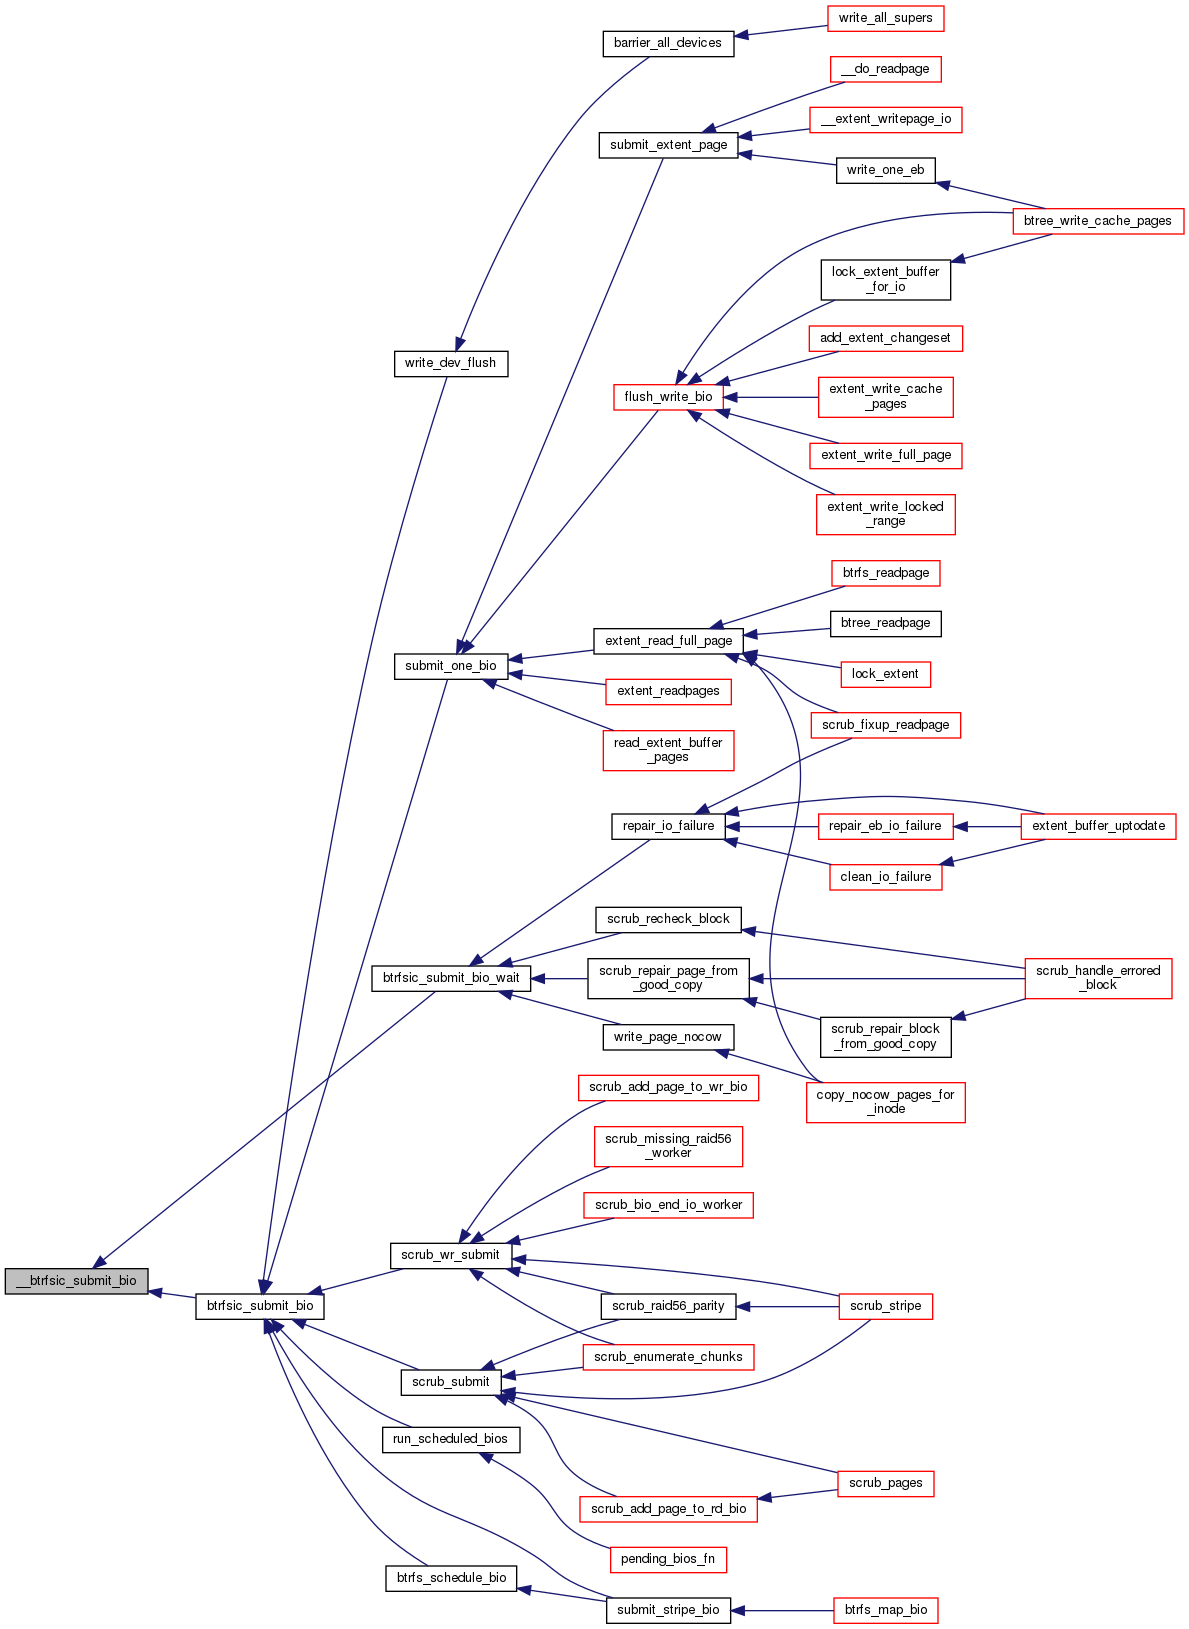 write_all_supers
barrier_all_devices
__do_readpage
__extent_writepage_io
submit_extent_page
write_one_eb
btree_write_cache_pages
lock_extent_buffer
_for_io
add_extent_changeset
write_dev_flush
flush_write_bio
extent_write_cache
_pages
extent_write_full_page
extent_write_locked
_range
btrfs_readpage
btree_readpage
extent_read_full_page
submit_one_bio
lock_extent
extent_readpages
scrub_fixup_readpage
read_extent_buffer
_pages
repair_io_failure
repair_eb_io_failure
extent_buffer_uptodate
clean_io_failure
scrub_recheck_block
btrfsic_submit_bio_wait
scrub_repair_page_from
_good_copy
scrub_handle_errored
_block
scrub_repair_block
_from_good_copy
write_page_nocow
scrub_add_page_to_wr_bio
copy_nocow_pages_for
_inode
scrub_missing_raid56
_worker
scrub_bio_end_io_worker
scrub_wr_submit
__btrfsic_submit_bio
btrfsic_submit_bio
scrub_raid56_parity
scrub_stripe
scrub_enumerate_chunks
scrub_submit
run_scheduled_bios
scrub_pages
scrub_add_page_to_rd_bio
pending_bios_fn
btrfs_schedule_bio
submit_stripe_bio
btrfs_map_bio